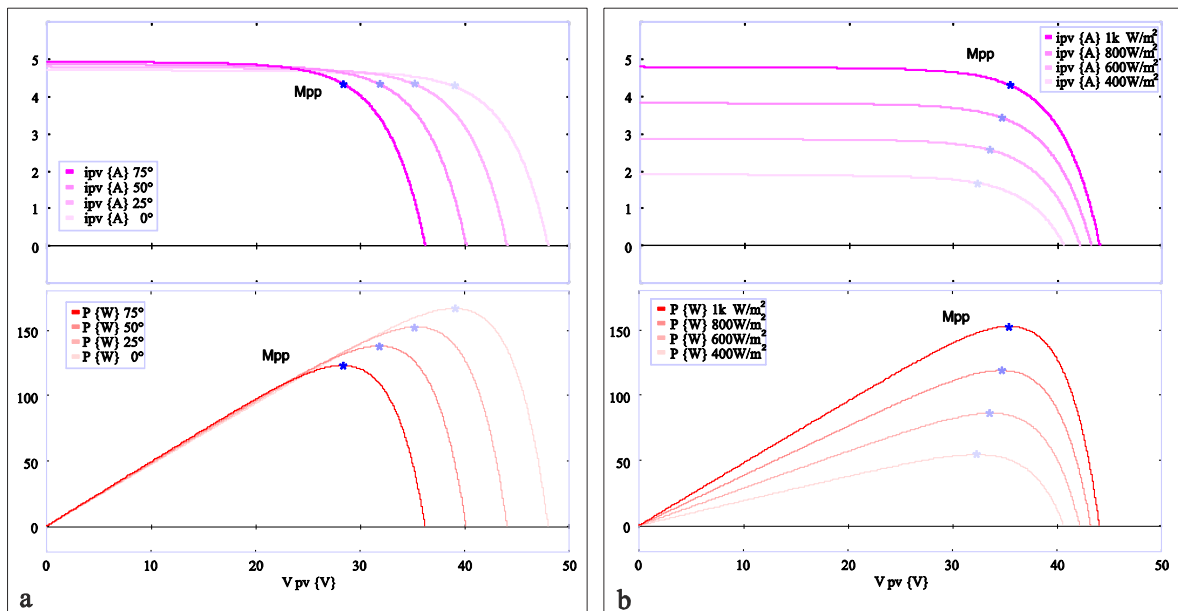 5
4
3
2
1
0
Mpp
ipv {A} 75°
ipv {A} 50°
ipv {A} 25°
ipv {A} 0°
150
100
50
0
P {W} 75°
P {W} 50°
P {W} 25°
P {W} 0°
Mpp
0 10 20 30 40 50
V pv {V}
a
5
4
3
2
1
0
Mpp
ipv {A} 1k W/m²
ipv {A} 800W/m²
ipv {A} 600W/m²
ipv {A} 400W/m²
150
100
50
0
P {W} 1k W/m²
P {W} 800W/m²
P {W} 600W/m²
P {W} 400W/m²
Mpp
0 10 20 30 40 50
V pv {V}
b